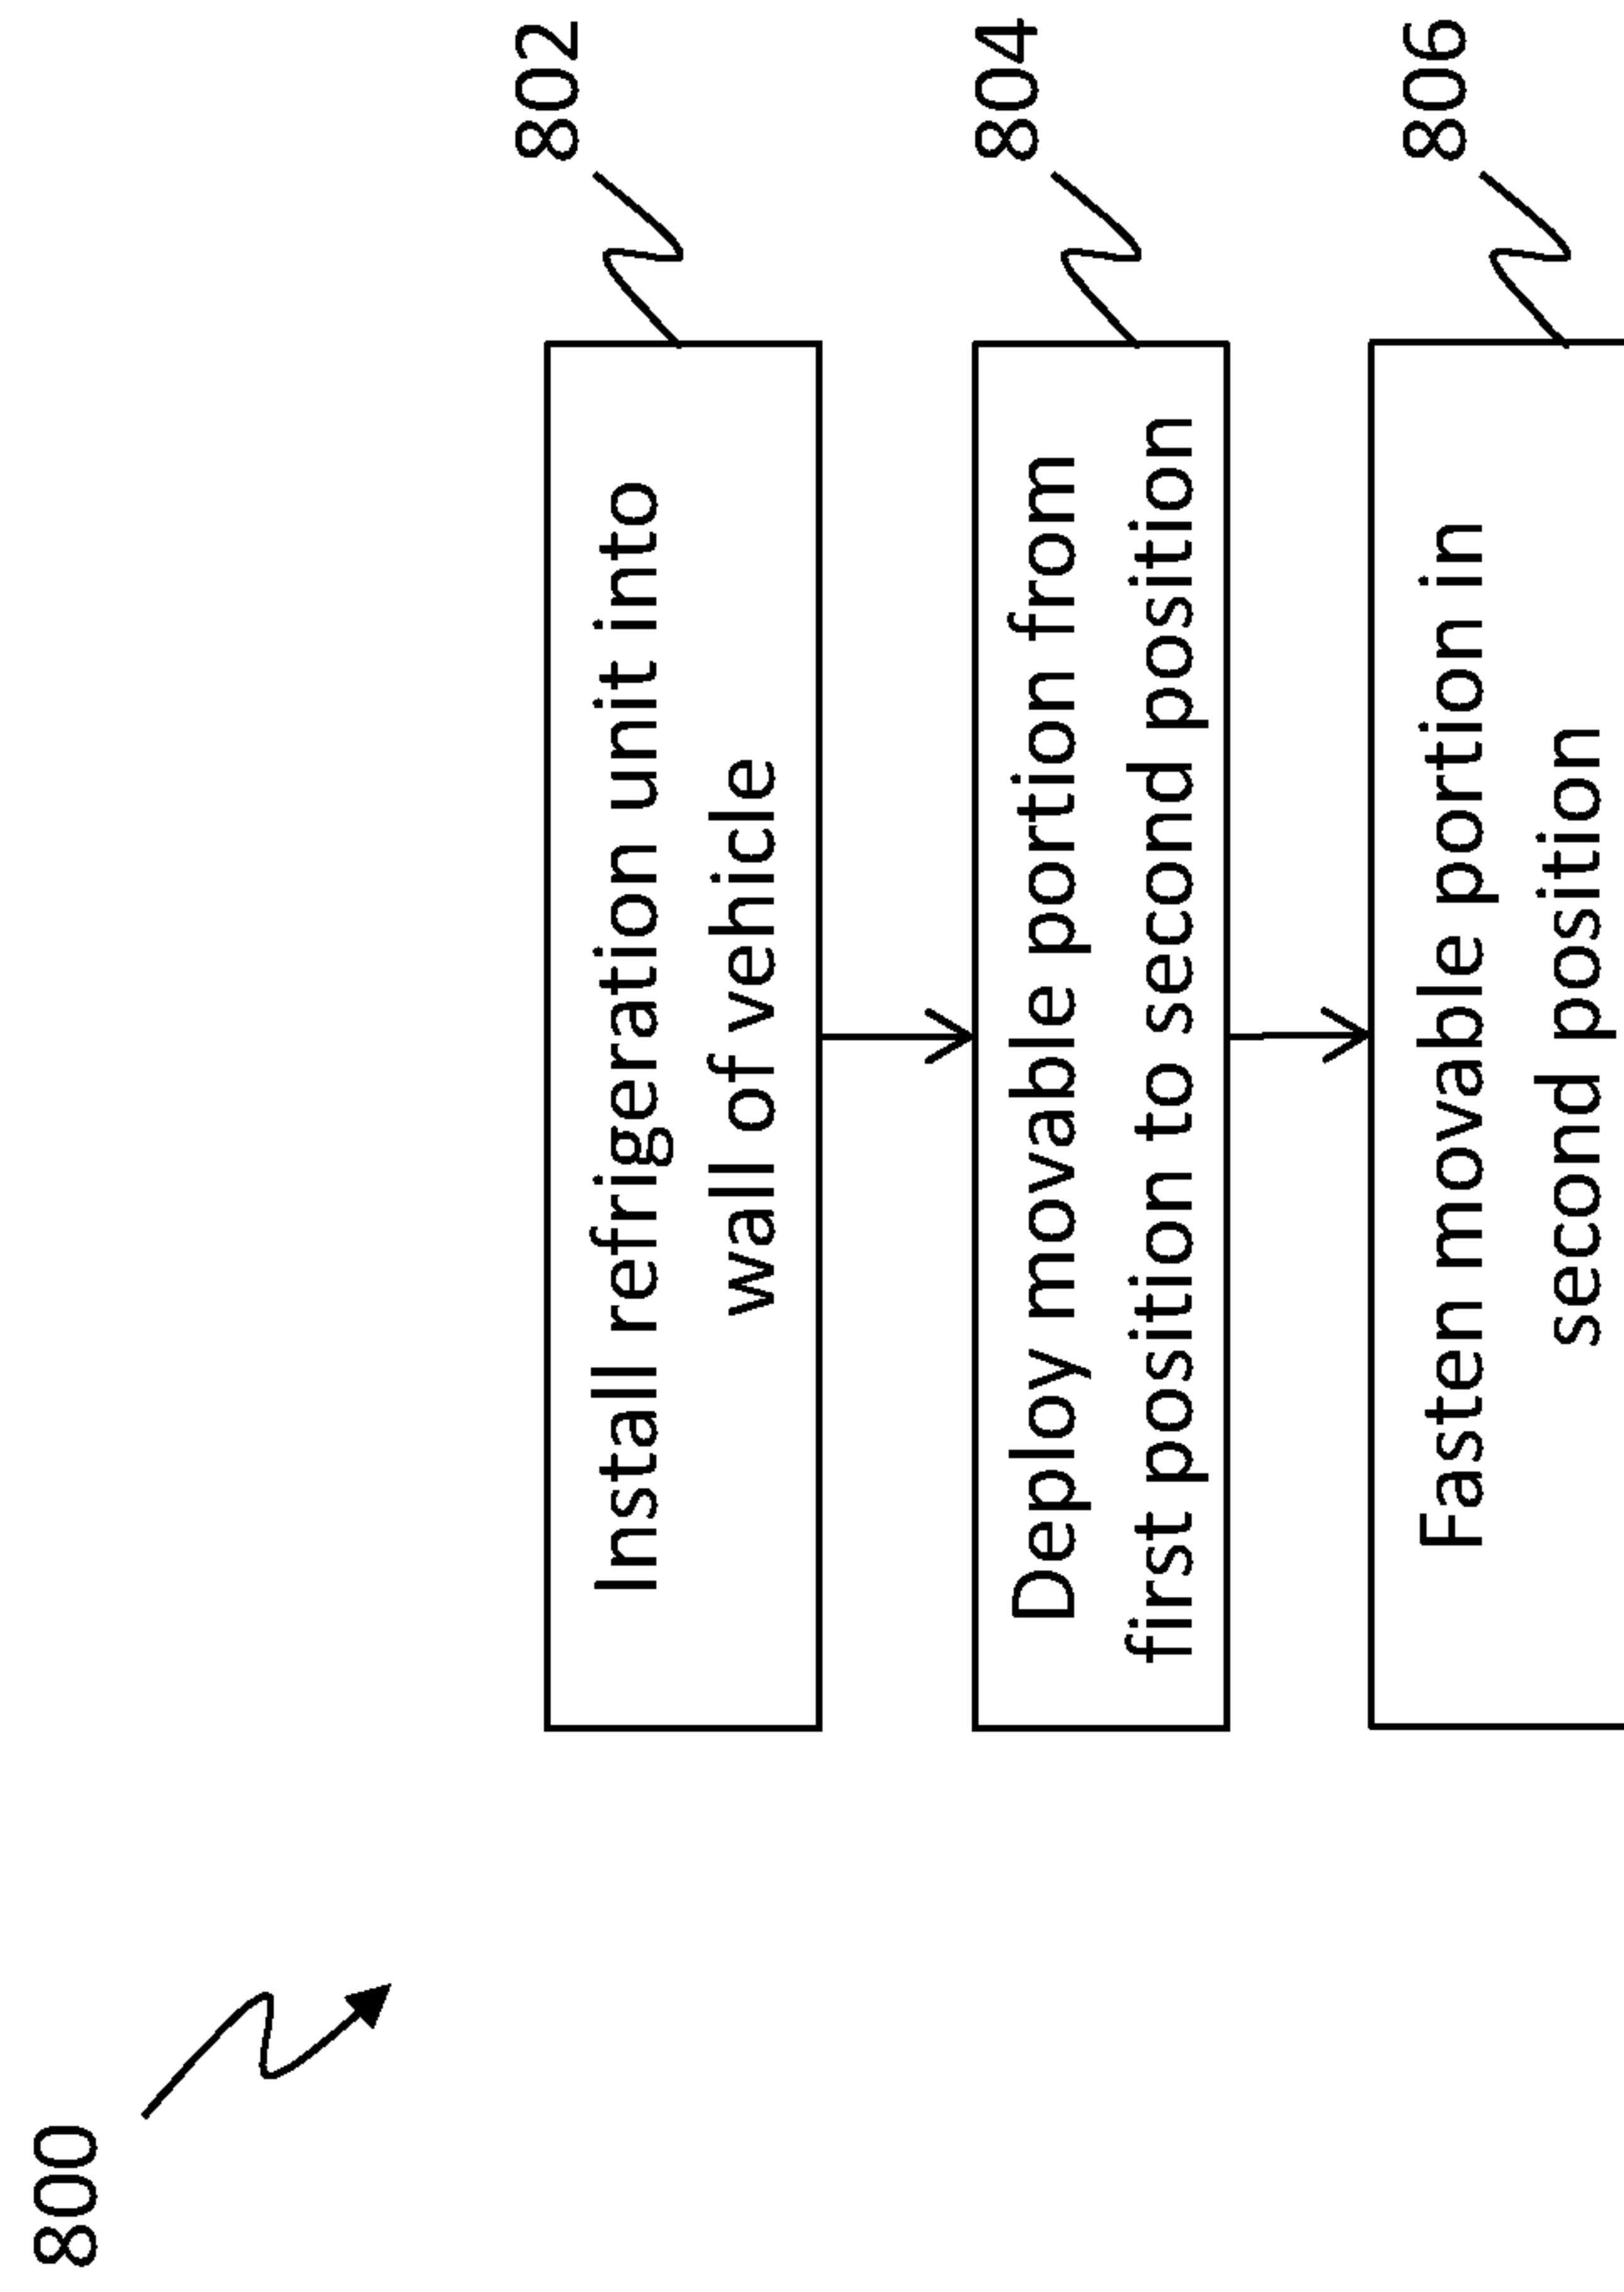 800
Install refrigeration unit into
wall of vehicle
802
Deploy movable portion from
first position to second position
804
Fasten movable portion in
second position
806